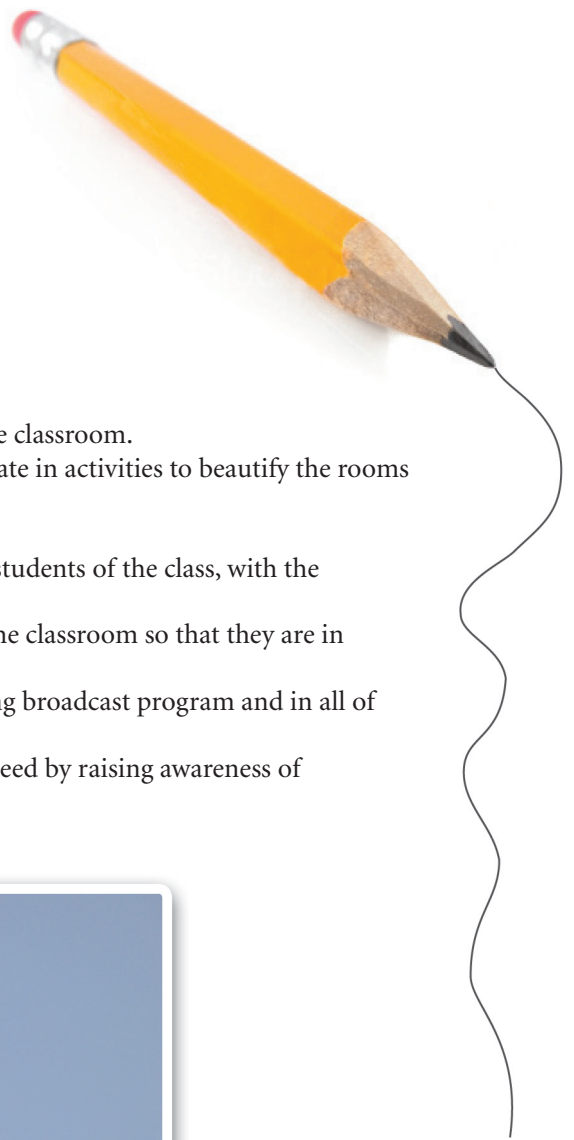 e classroom.
ate in activities to beautify the rooms
students of the class, with the
ne classroom so that they are in
ng broadcast program and in all of
eed by raising awareness of